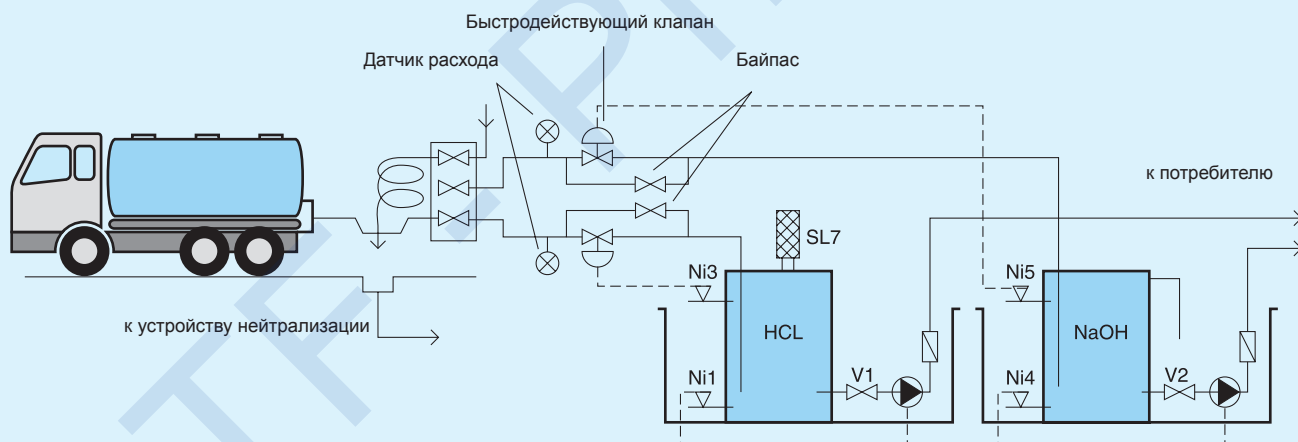 Быстродействующий клапан
Датчик расхода
Байпас
к потребителю
SL7
Ni3
Ni5
к устройству нейтрализации
HCL
NaOH
Ni1
V1
Ni4
V2